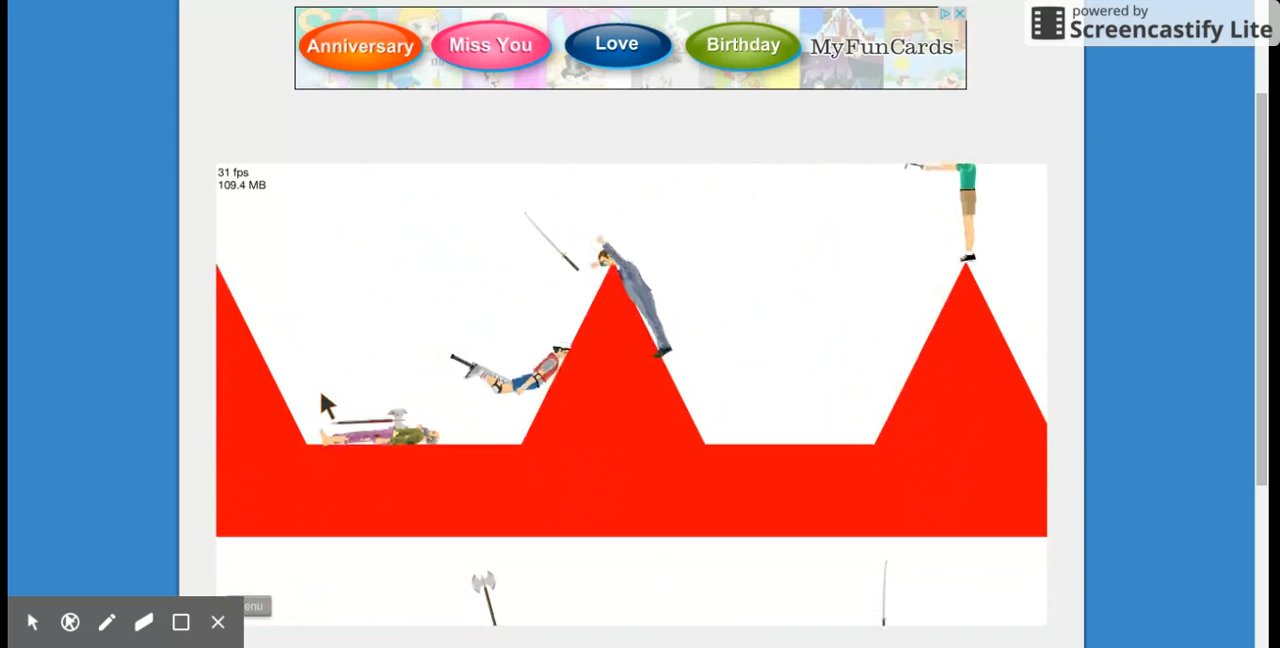 Anniversary
Miss You
Love
Birthday
MyFunCards
powered by
Screencastify Lite
31 fps
109.4 MB
enu